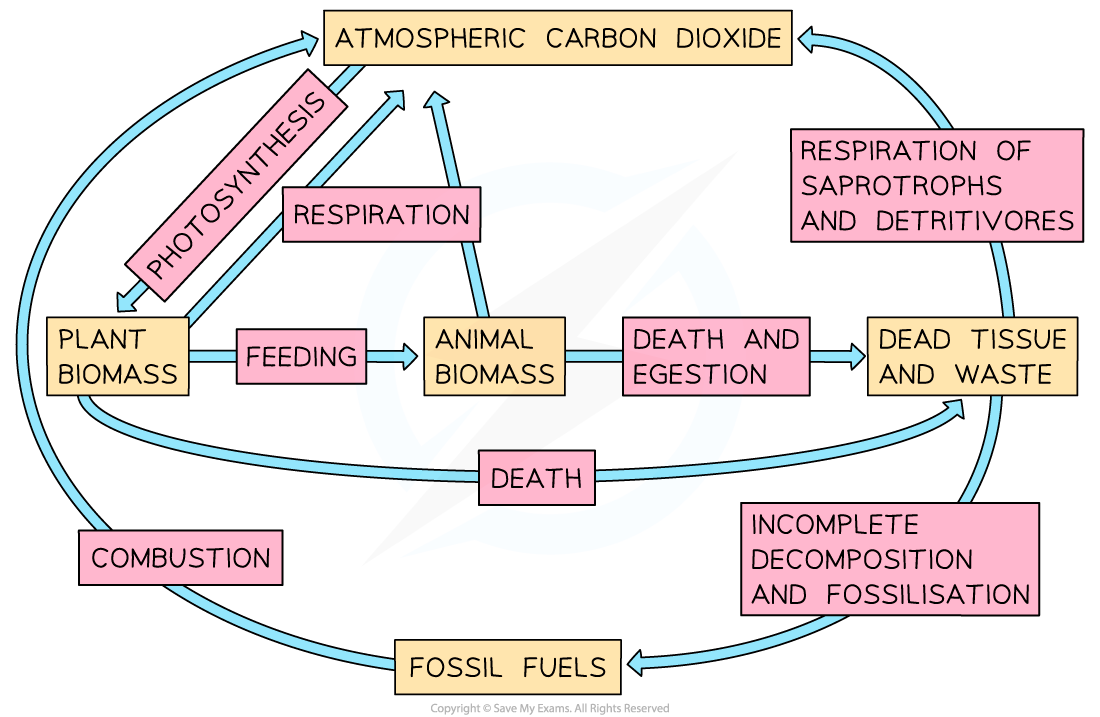 ATMOSPHERIC CARBON DIOXIDE
PHOTOSYNTHESIS
RESPIRATION OF
SAPROTROPHS
AND DETRITIVORES
RESPIRATION
PLANT
BIOMASS
FEEDING
ANIMAL
BIOMASS
DEATH AND
EGESTION
DEAD TISSUE
AND WASTE
DEATH
COMBUSTION
INCOMPLETE
DECOMPOSITION
AND FOSSILISATION
FOSSIL FUELS
Copyright © Save My Exams. All Rights Reserved